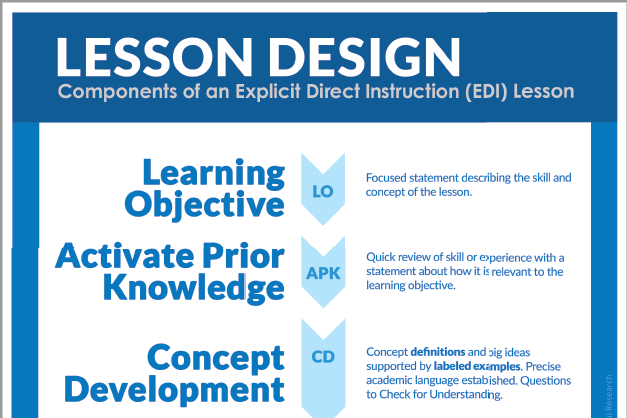 LESSON DESIGN
Components of an Explicit Direct Instruction (EDI) Lesson
Learning
Objective
LO
Focused statement describing the skill and
concept of the lesson.
Activate Prior
Knowledge
APK
Quick review of skill or experience with a
statement about how it is relevant to the
learning objective.
Concept
Development
CD
Concept definitions and big ideas
supported by labeled examples. Precise
academic language established. Questions
to Check for Understanding.
Research